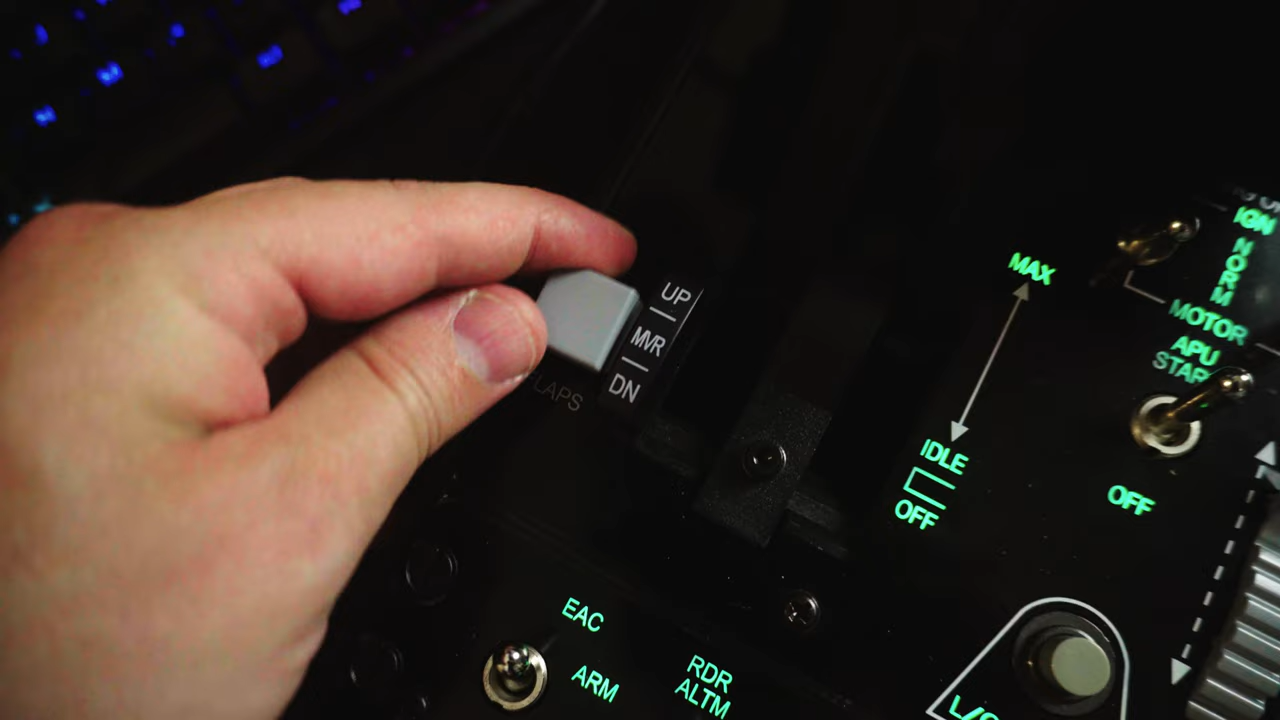 UP
MVR
DN
FLAPS
MAX
IDLE
OFF
IGN
NORM
MOTOR
APU
OFF
EAC
ARM
RDR
ALTM